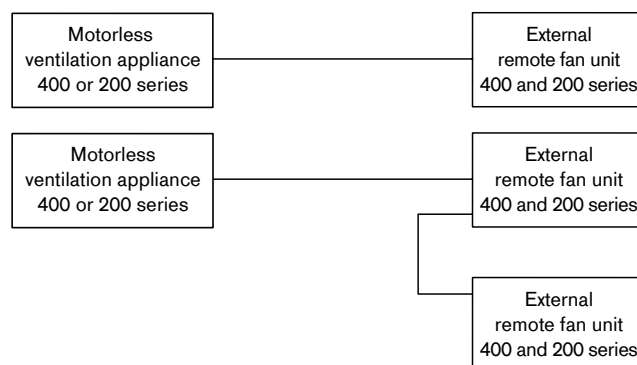 Motorless
ventilation appliance
400 or 200 series
External
remote fan unit
400 and 200 series
Motorless
ventilation appliance
400 or 200 series
External
remote fan unit
400 and 200 series
External
remote fan unit
400 and 200 series